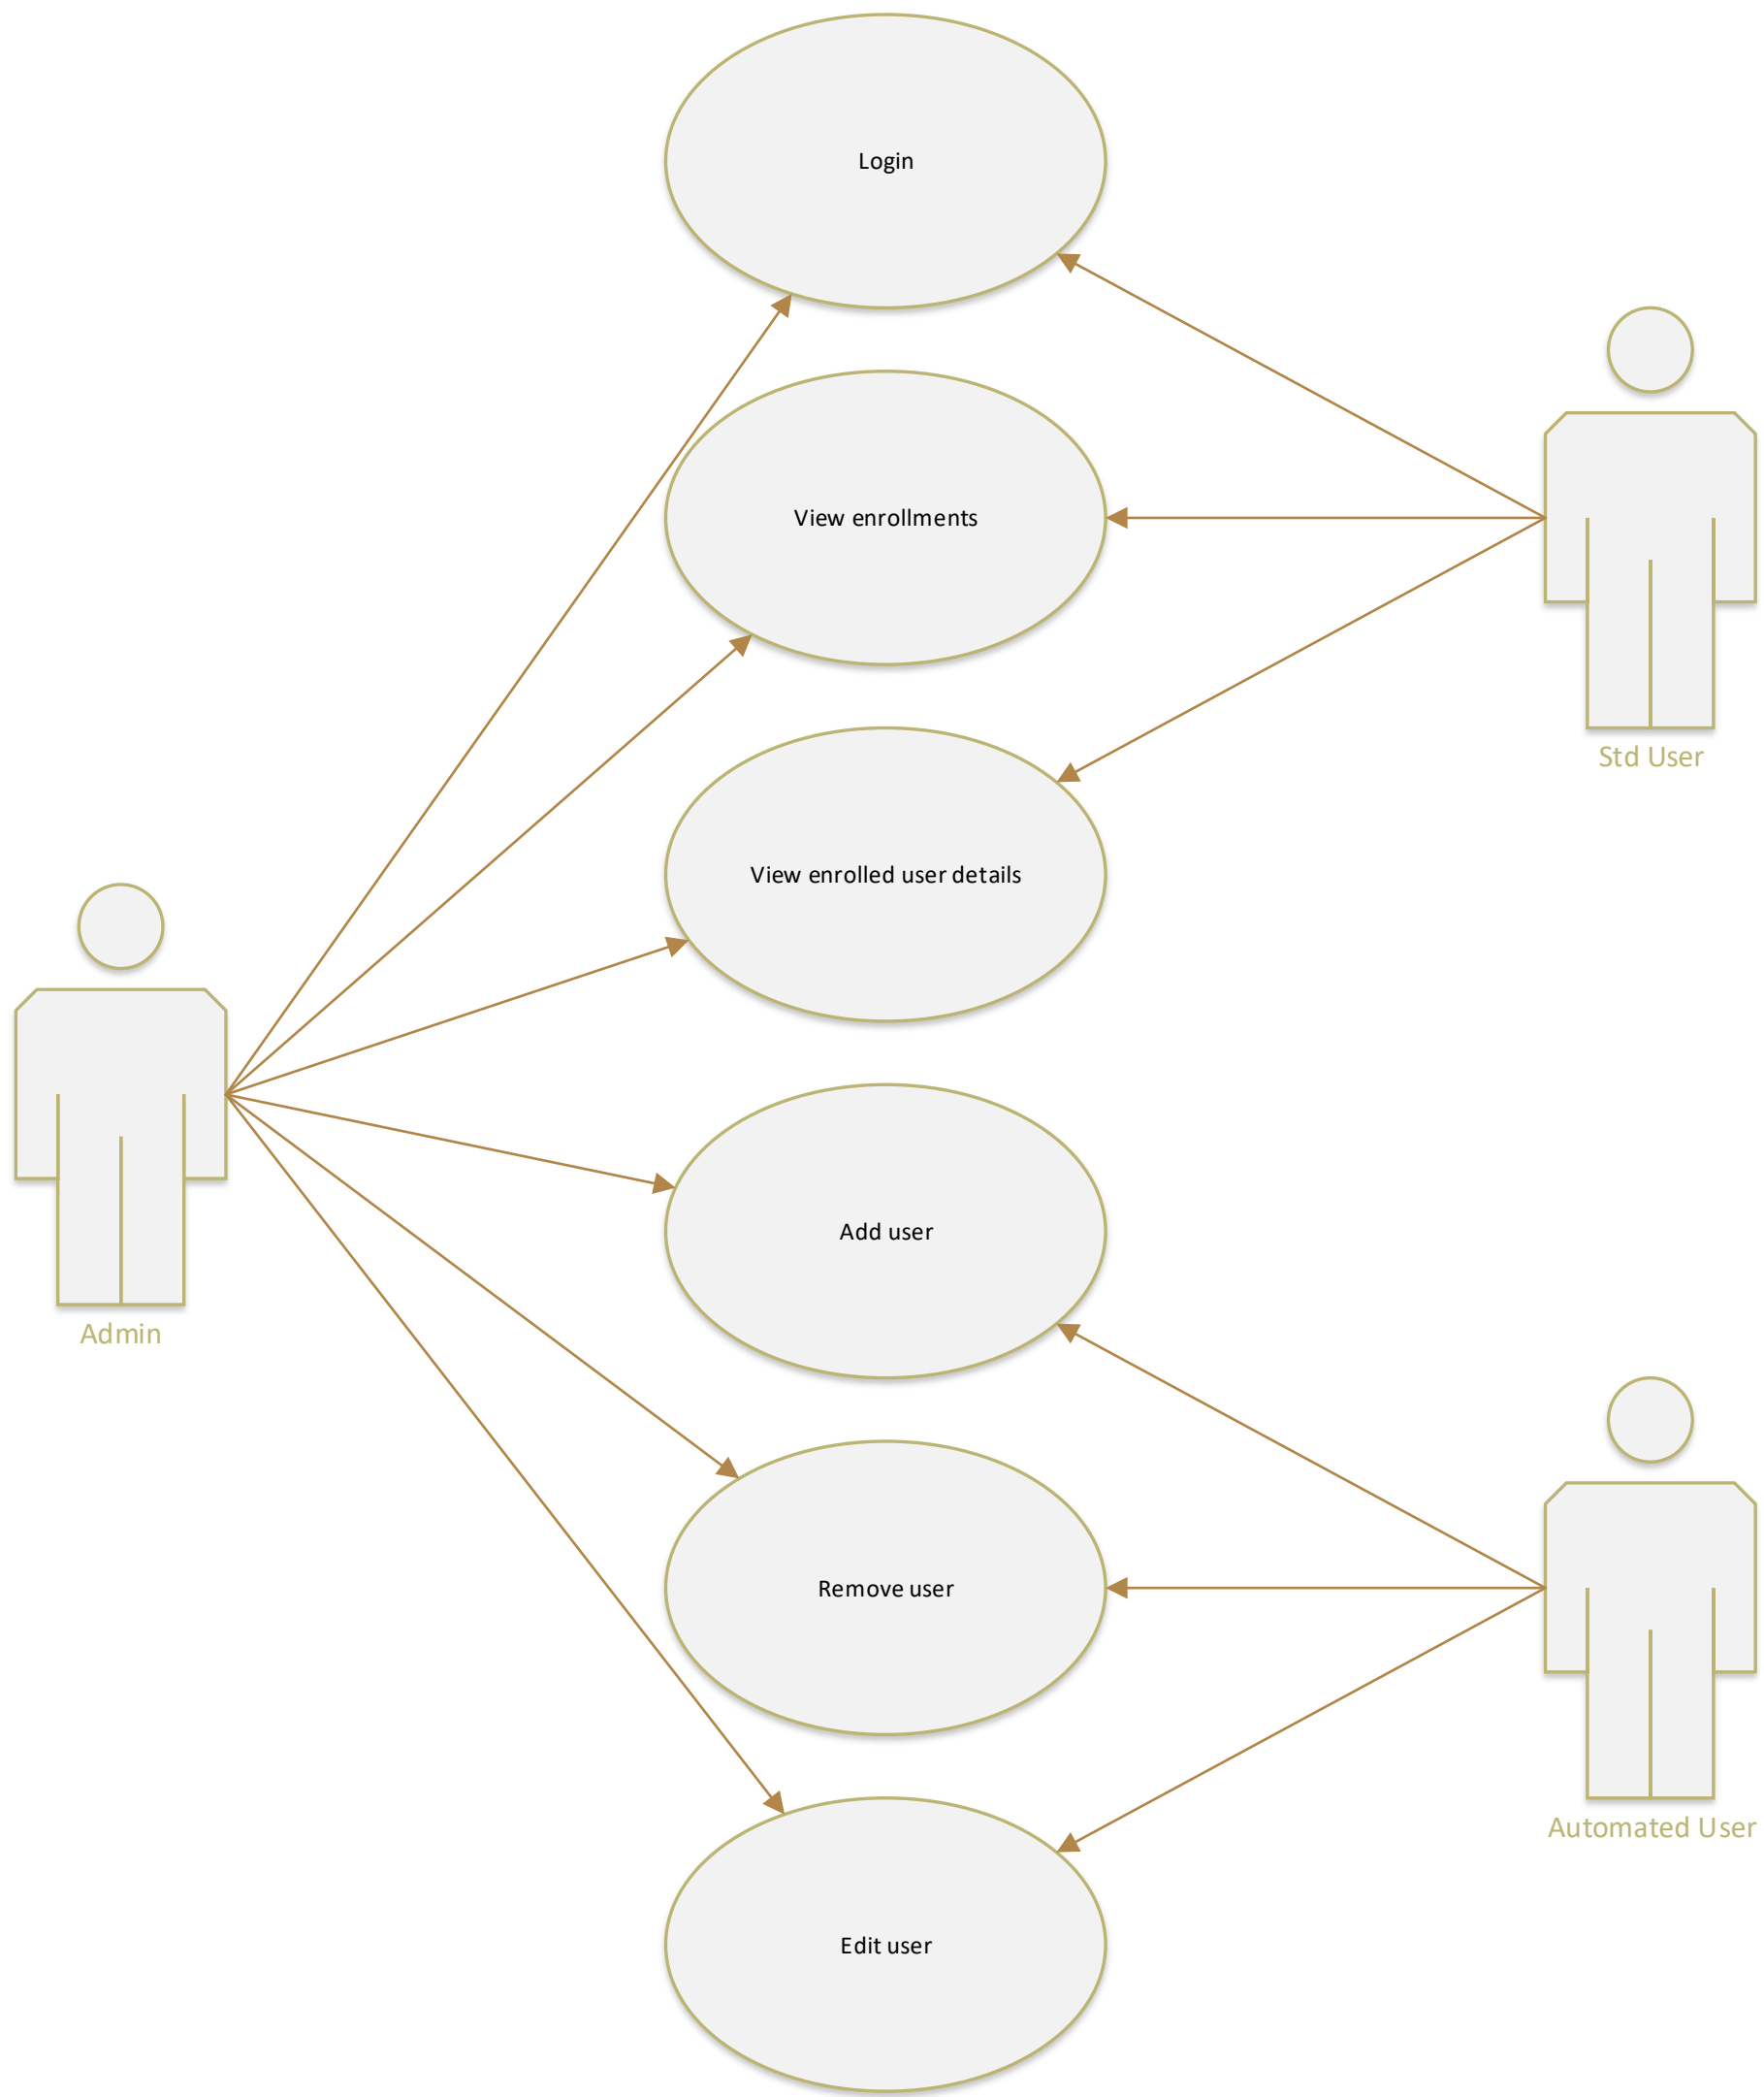 Login
View enrollments
Std User
View enrolled user details
Add user
Admin
Remove user
Automated User
Edit user